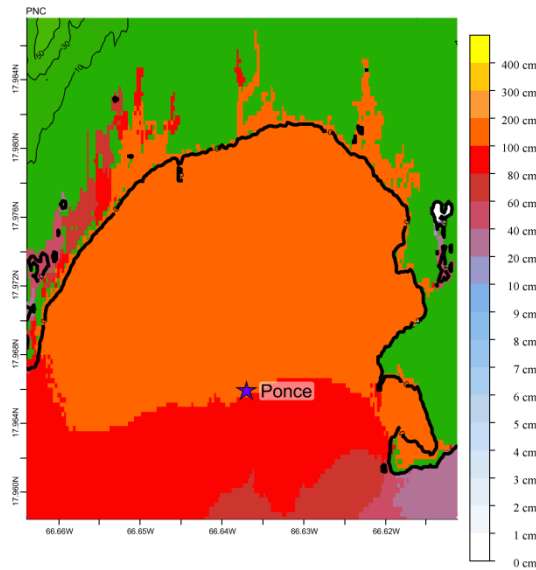 PNC
50
30
10
17.984N
17.980N
17.976N
17.972N
17.968N
17.964N
17.960N
Ponce
66.66W
66.65W
66.64W
66.63W
66.62W
400 cm
300 cm
200 cm
100 cm
80 cm
60 cm
40 cm
20 cm
10 cm
9 cm
8 cm
7 cm
6 cm
5 cm
4 cm
3 cm
2 cm
1 cm
0 cm